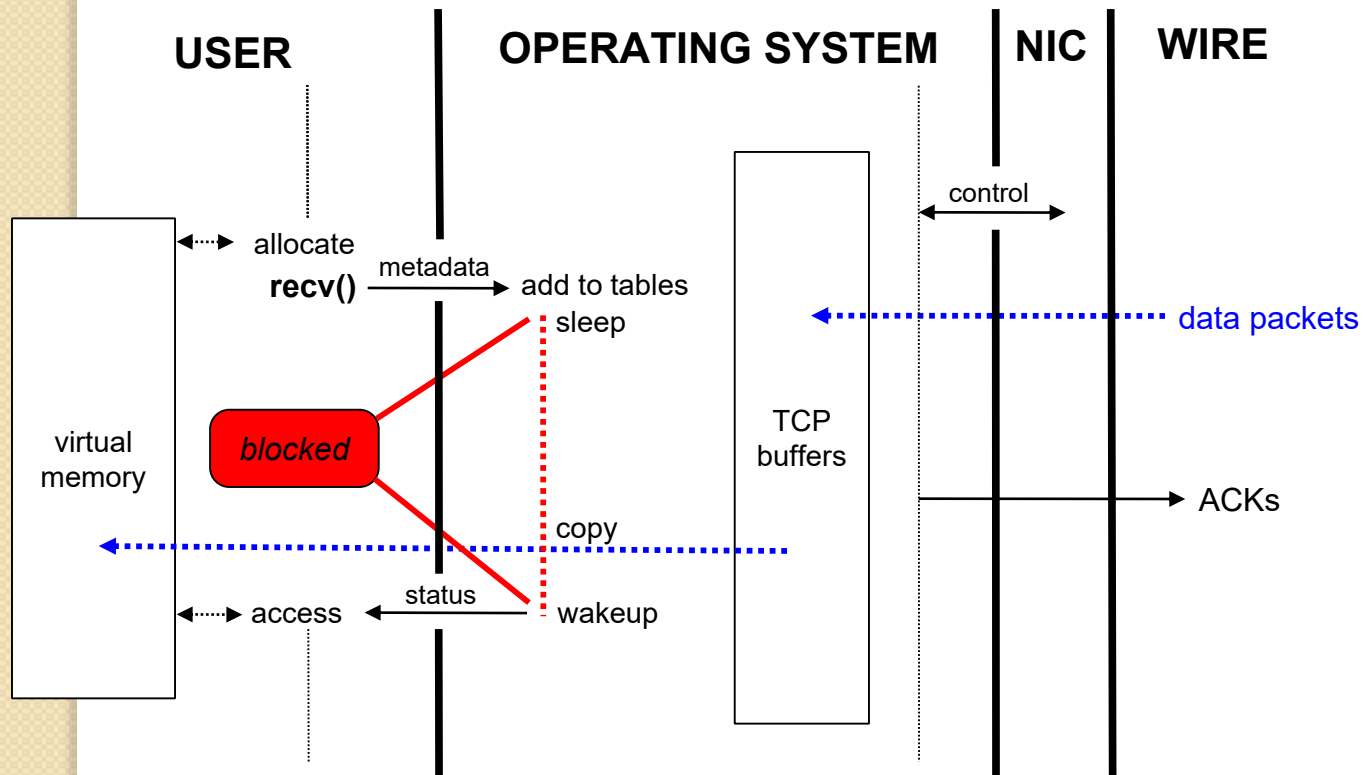 USER
OPERATING SYSTEM
NIC
WIRE
control
allocate
metadata
recv()
add to tables
sleep
data packets
virtual
memory
blocked
TCP
buffers
ACKs
copy
status
access
wakeup